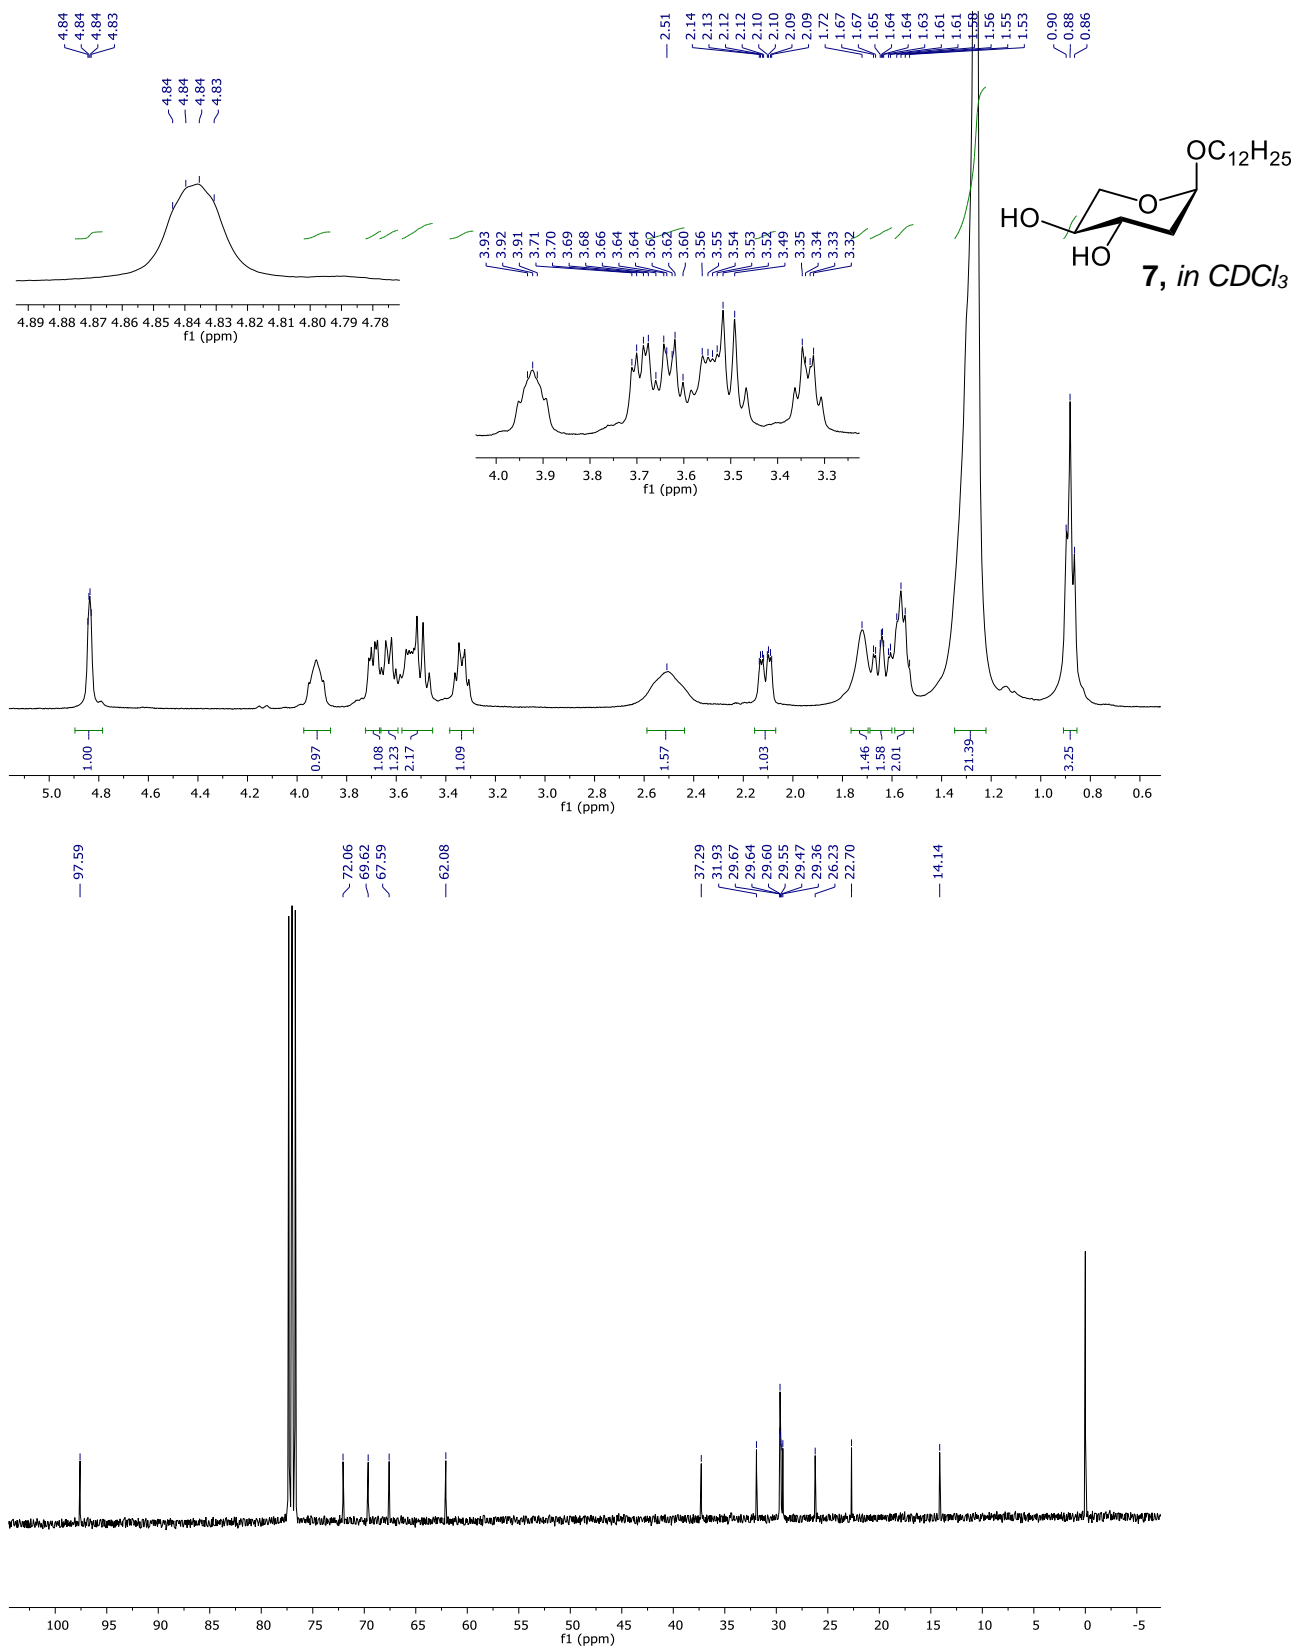 4.84 4.84 4.84 4.83 2.51 2.14 2.13 2.12 2.12 2.10 2.10 2.09 2.09 1.72 1.67 1.67 1.65 1.64 1.64 1.63 1.61 1.61 1.58 1.56 1.55 1.53 0.90 0.88 0.86
4.84 4.84 4.84 4.83
OC12H25
O
HO
HO
7, in CDCl3
3.93 3.92 3.91 3.71 3.70 3.69 3.68 3.66 3.64 3.64 3.62 3.62 3.60 3.56 3.55 3.54 3.53 3.52 3.49 3.35 3.34 3.33 3.32
4.89 4.88 4.87 4.86 4.85 4.84 4.83 4.82 4.81 4.80 4.79 4.78
f1 (ppm)
4.0 3.9 3.8 3.7 3.6 3.5 3.4 3.3
f1 (ppm)
1.00 0.97 1.08 1.23 2.17 1.09 1.57 1.03 1.46 1.58 2.01 21.39 3.25
5.0 4.8 4.6 4.4 4.2 4.0 3.8 3.6 3.4 3.2 3.0 2.8 2.6 2.4 2.2 2.0 1.8 1.6 1.4 1.2 1.0 0.8 0.6
f1 (ppm)
97.59 72.06 69.62 67.59 62.08 37.29 31.93 29.67 29.64 29.60 29.55 29.47 29.36 26.23 22.70 14.14
100 95 90 85 80 75 70 65 60 55 50 45 40 35 30 25 20 15 10 5 0 -5
f1 (ppm)